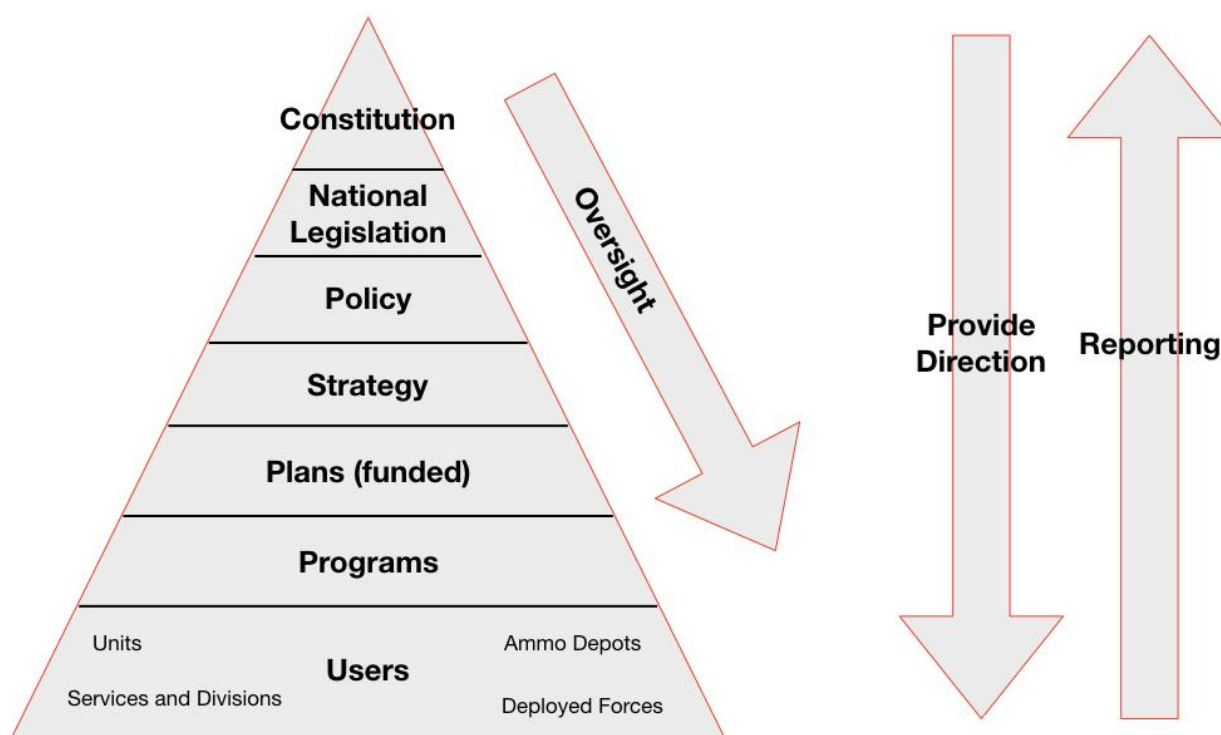 Constitution
National
Legislation
Policy
Strategy
Plans (funded)
Programs
Units
Ammo Depots
Users
Services and Divisions
Deployed Forces
Oversight
Provide
Direction
Reporting